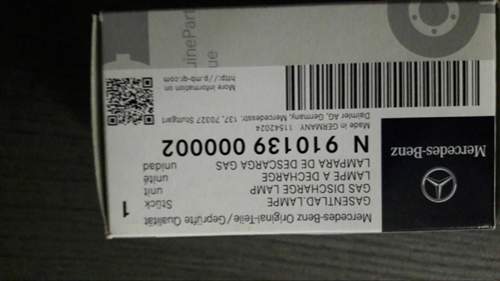 Mercedes-Benz
Mercedes-Benz Original-Teile/Geprüfte Qualität
GASENTLAD.LAMPE Stück 1
GAS DISCHARGE LAMP unit
LAMPE A DECHARGE unité
LAMPARA DE DESCARGA GAS unidad
N 910139 000002
Made in GERMANY 11542024
Daimler AG, Germany, Mercedesstr. 137, 70327 Stuttgart
More information on
http://g.mb-qr.com